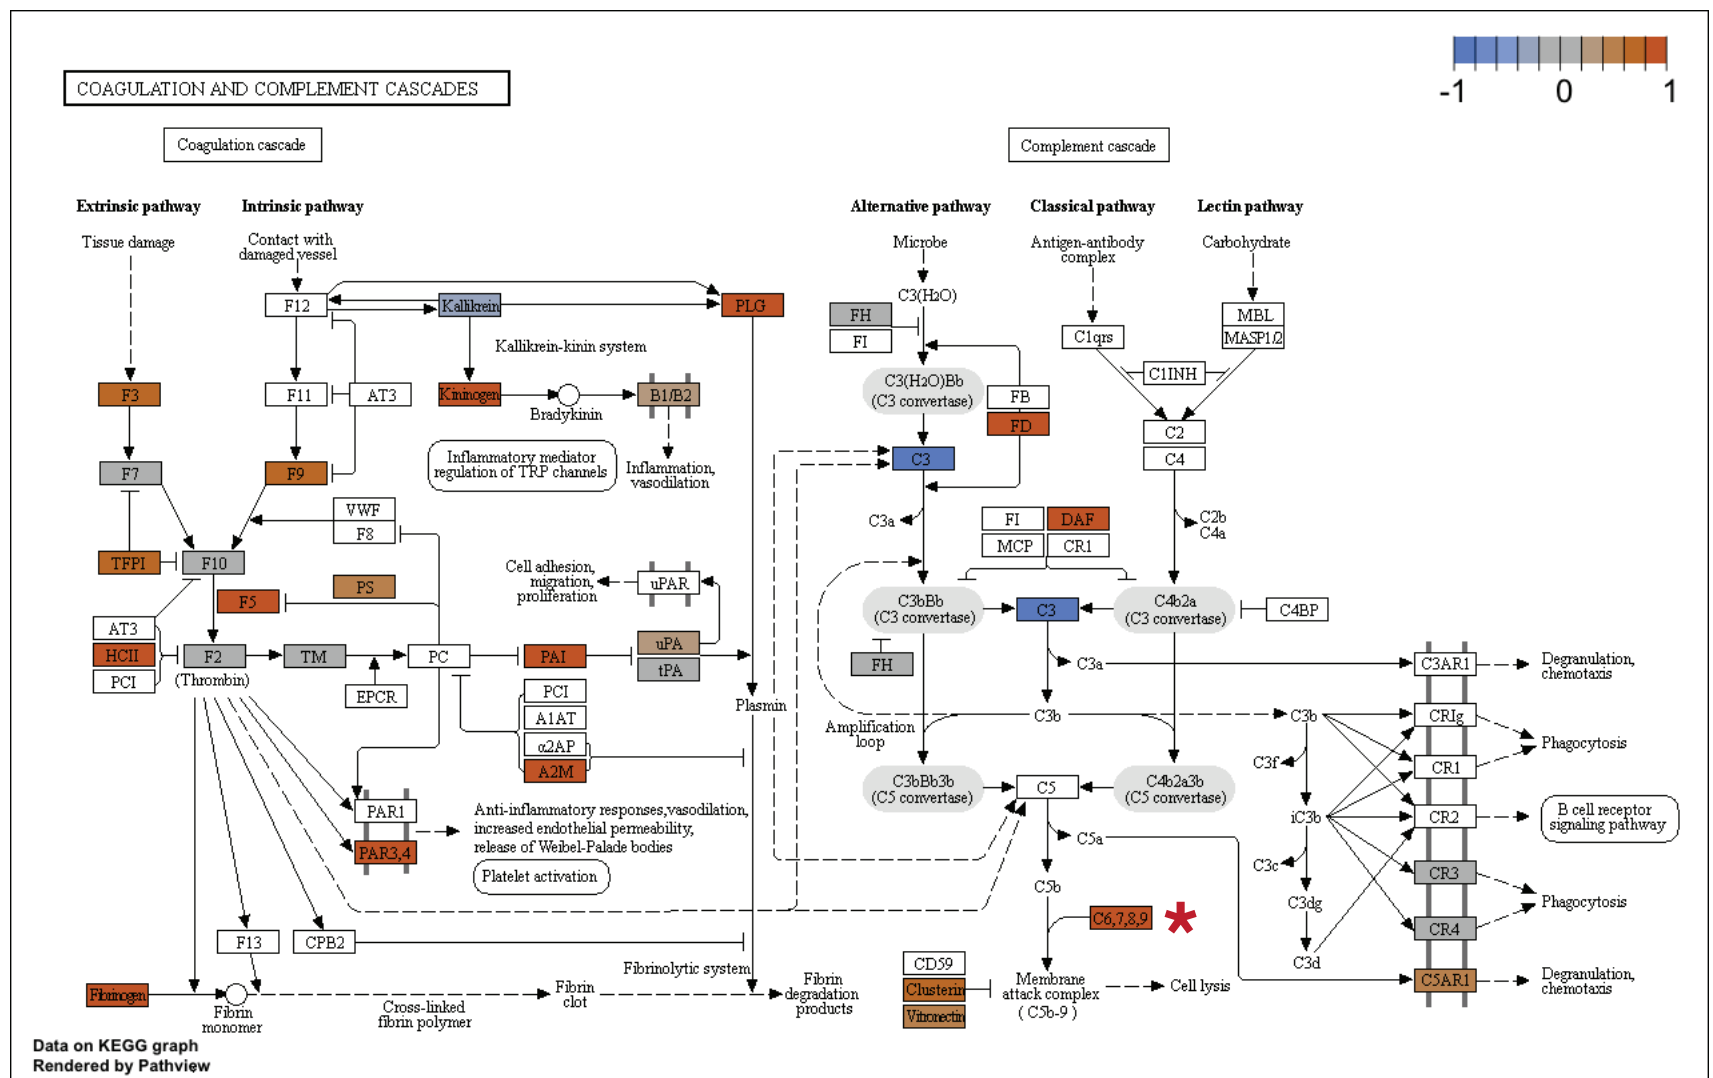 -1 0 1
COAGULATION AND COMPLEMENT CASCADES
Coagulation cascade
Complement cascade
Extrinsic pathway
Intrinsic pathway
Alternative pathway
Classical pathway
Lectin pathway
Tissue damage
Contact with
damaged vessel
Microbe
Antigen-antibody
complex
Carbohydrate
F12
Kallikrein
PLG
C3(H2O)
FH
FI
MBL
MASP1/2
C1qrs
Kallikrein-kinin system
C1INH
F3
F11
AT3
Kininogen
Bradykinin
B1/B2
C3(H2O)Bb
(C3 convertase)
FB
FD
C2
C4
F7
F9
Inflammatory mediator
regulation of TRP channels
Inflammation,
vasodilation
C3
VWF
F8
C3a
FI
DAF
MCP
CR1
C2b
C4a
TFPI
F10
Cell adhesion,
migration,
proliferation
uPAR
F5
PS
C3bBb
(C3 convertase)
C3
C4b2a
(C3 convertase)
C4BP
AT3
HCII
PCI
F2
(Thrombin)
TM
PC
EPCR
PAI
uPA
tPA
FH
C3a
C3AR1
Degranulation,
chemotaxis
PCI
A1AT
α2AP
A2M
Plasmin
Amplification
loop
C3b
C3b
CRIg
Phagocytosis
C3f
CR1
C3bBb3b
(C5 convertase)
C5
C4b2a3b
(C5 convertase)
PAR1
PAR3,4
Anti-inflammatory responses,vasodilation,
increased endothelial permeability,
release of Weibel-Palade bodies
Platelet activation
iC3b
CR2
B cell receptor
signaling pathway
C5a
C3c
CR3
C5b
C3dg
Phagocytosis
C6,7,8,9
*
CR4
F13
CPB2
C3d
Fibrinolytic system
CD59
Clusterin
Vitronectin
Membrane
attack complex
( C5b-9 )
Cell lysis
C5AR1
Degranulation,
chemotaxis
Fibrinogen
Fibrin
monomer
Cross-linked
fibrin polymer
Fibrin
clot
Fibrin
degradation
products
Data on KEGG graph
Rendered by Pathview